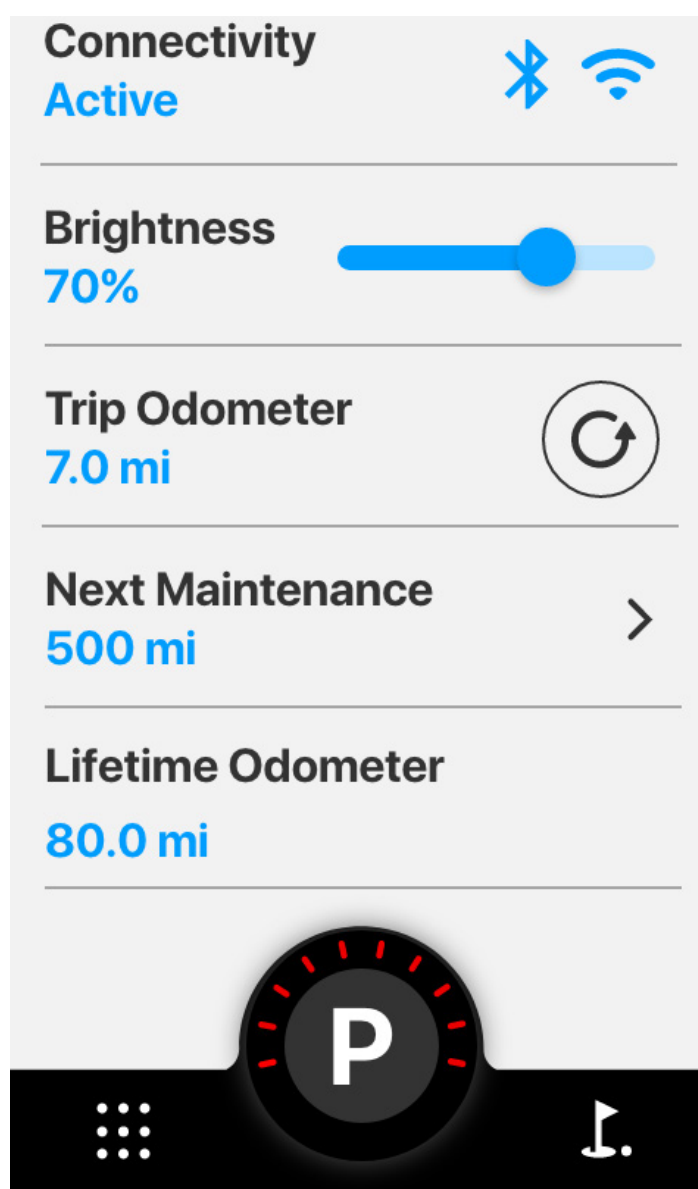 Connectivity
Active
Brightness
70%
Trip Odometer
7.0 mi
Next Maintenance
500 mi
Lifetime Odometer
80.0 mi
P